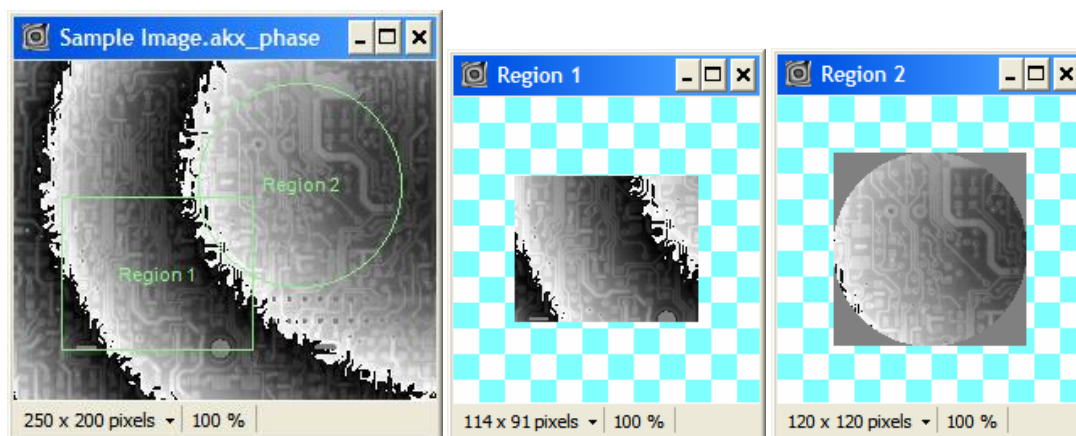 Sample Image.akx_phase
Region 2
Region 1
250 x 200 pixels
100 %
Region 1
114 x 91 pixels
100 %
Region 2
120 x 120 pixels
100 %